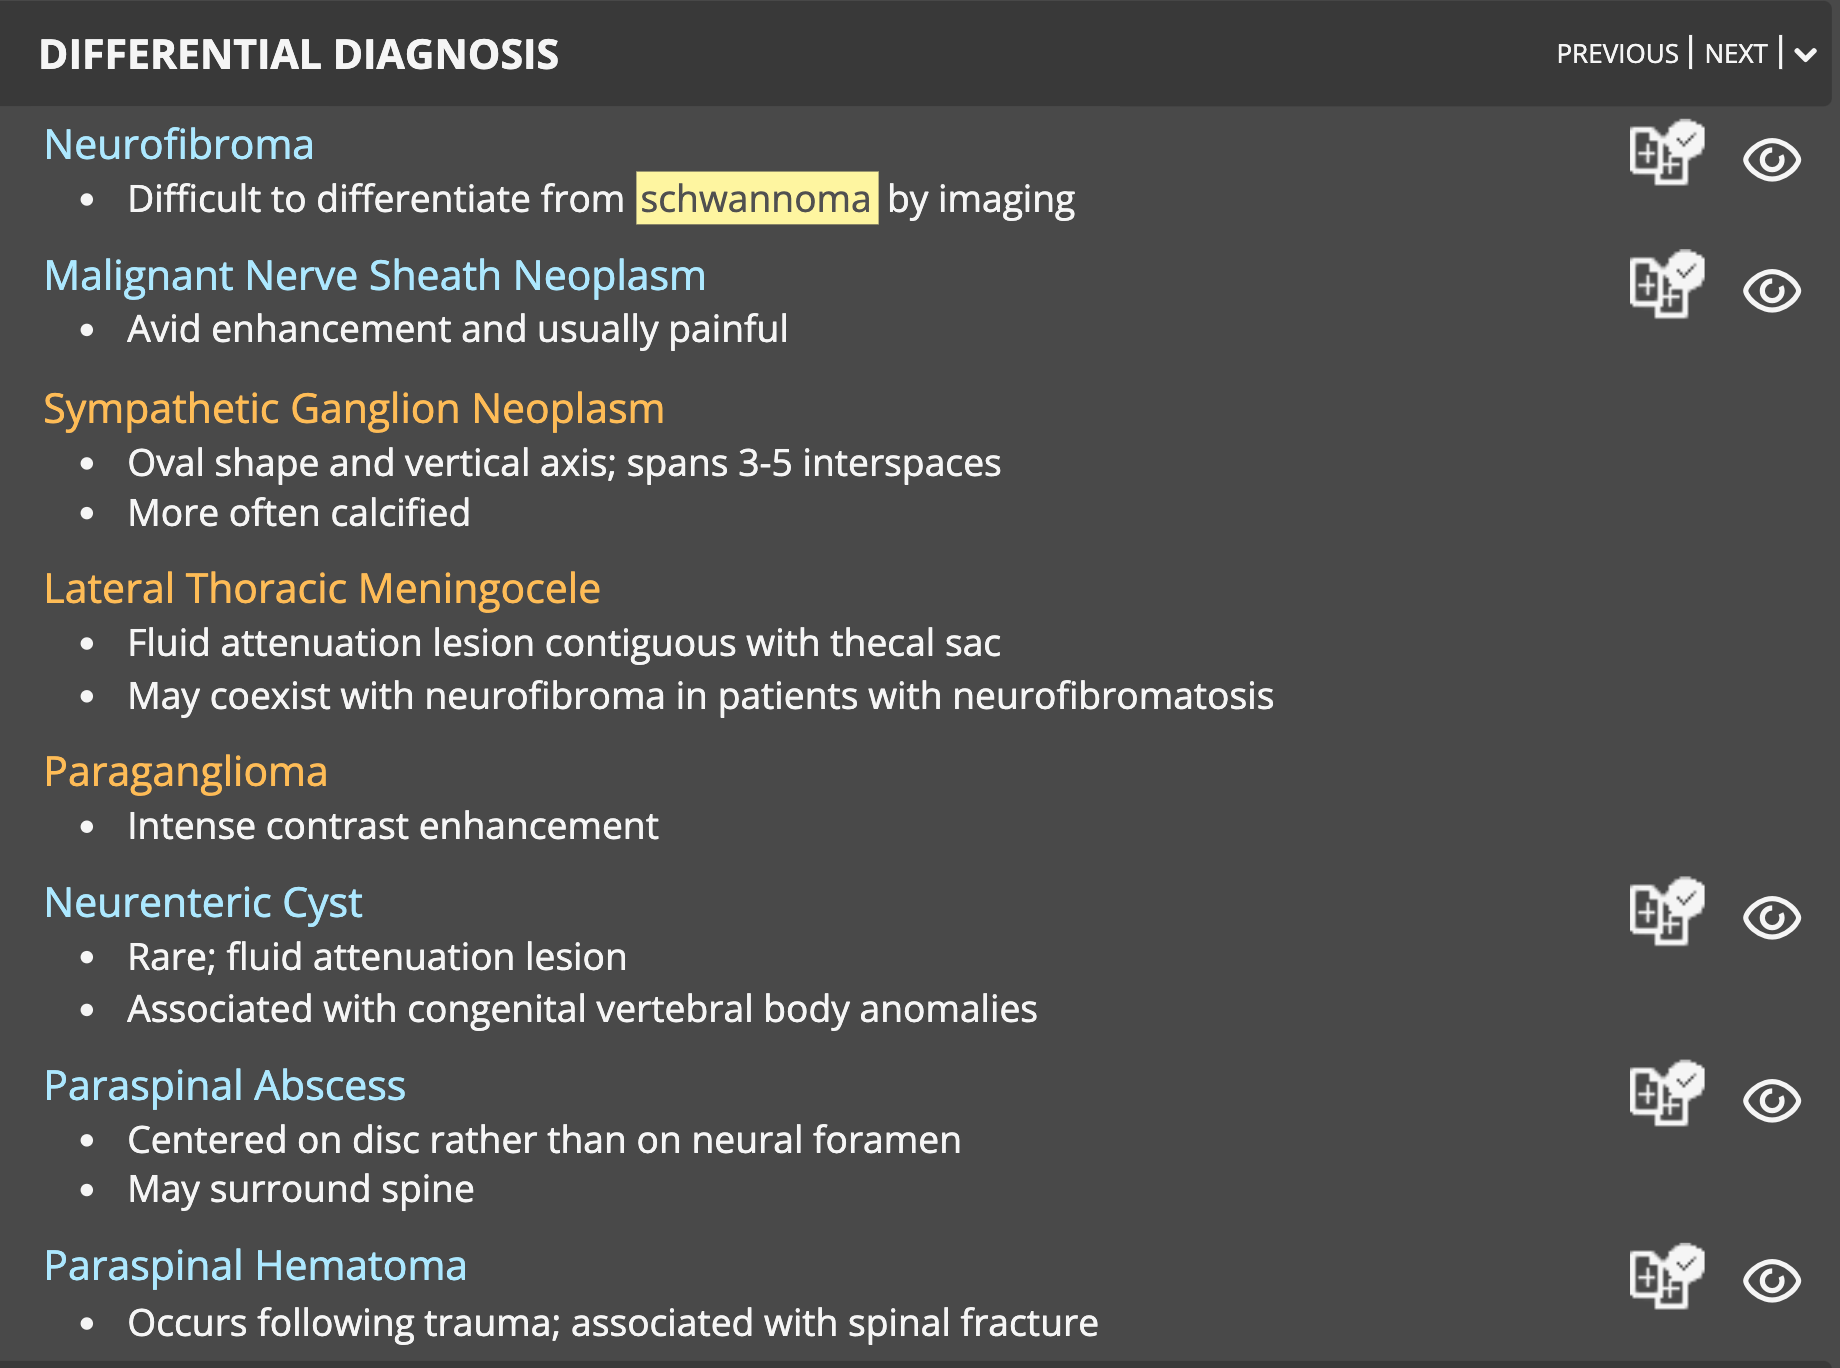 DIFFERENTIAL DIAGNOSIS
PREVIOUS | NEXT |
Neurofibroma
• Difficult to differentiate from schwannoma by imaging
Malignant Nerve Sheath Neoplasm
• Avid enhancement and usually painful
Sympathetic Ganglion Neoplasm
• Oval shape and vertical axis; spans 3-5 interspaces
• More often calcified
Lateral Thoracic Meningocele
• Fluid attenuation lesion contiguous with thecal sac
• May coexist with neurofibroma in patients with neurofibromatosis
Paraganglioma
• Intense contrast enhancement
Neurenteric Cyst
• Rare; fluid attenuation lesion
• Associated with congenital vertebral body anomalies
Paraspinal Abscess
• Centered on disc rather than on neural foramen
• May surround spine
Paraspinal Hematoma
• Occurs following trauma; associated with spinal fracture